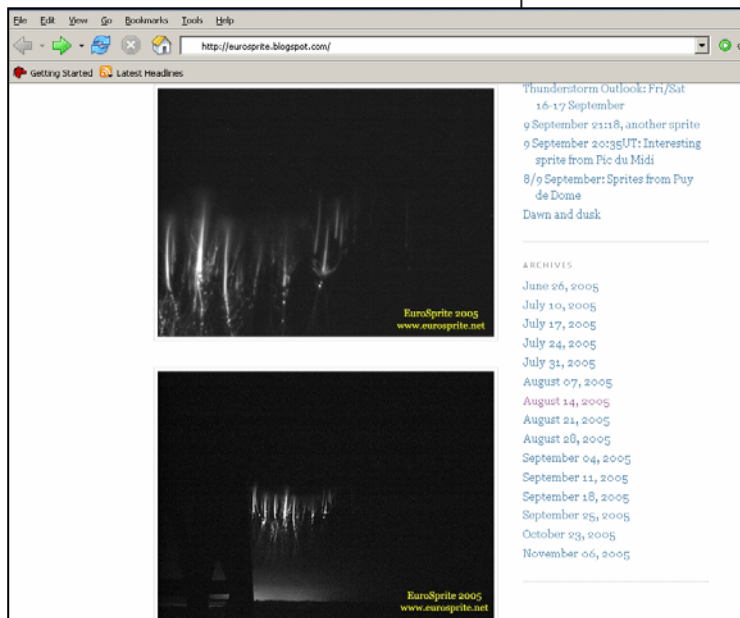 File Edit View Go Bookmarks Tools Help
http://eurosprite.blogspot.com/
Getting Started Latest Headlines
EuroSprite 2005
www.eurosprite.net
EuroSprite 2005
www.eurosprite.net
Thunderstorm Outlook: Fri/Sat
16-17 September
9 September 21:18, another sprite
9 September 20:35UT: Interesting
sprite from Pic du Midi
8/9 September: Sprites from Puy
de Dome
Dawn and dusk
ARCHIVES
June 26, 2005
July 10, 2005
July 17, 2005
July 24, 2005
July 31, 2005
August 07, 2005
August 14, 2005
August 21, 2005
August 28, 2005
September 04, 2005
September 11, 2005
September 18, 2005
September 25, 2005
October 23, 2005
November 06, 2005